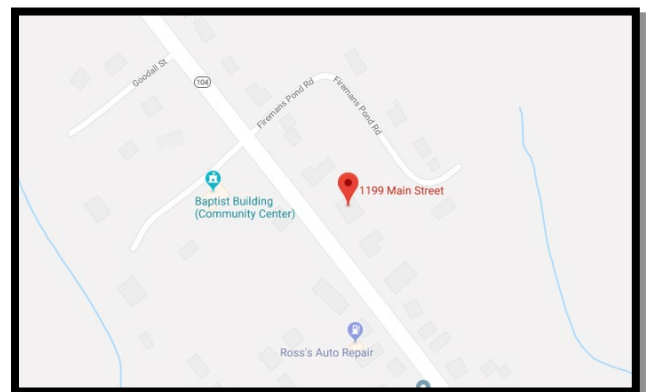 Goodall St
104
Firemans Pond Rd
Firemans Pond Rd
1199 Main Street
Baptist Building
(Community Center)
Ross's Auto Repair